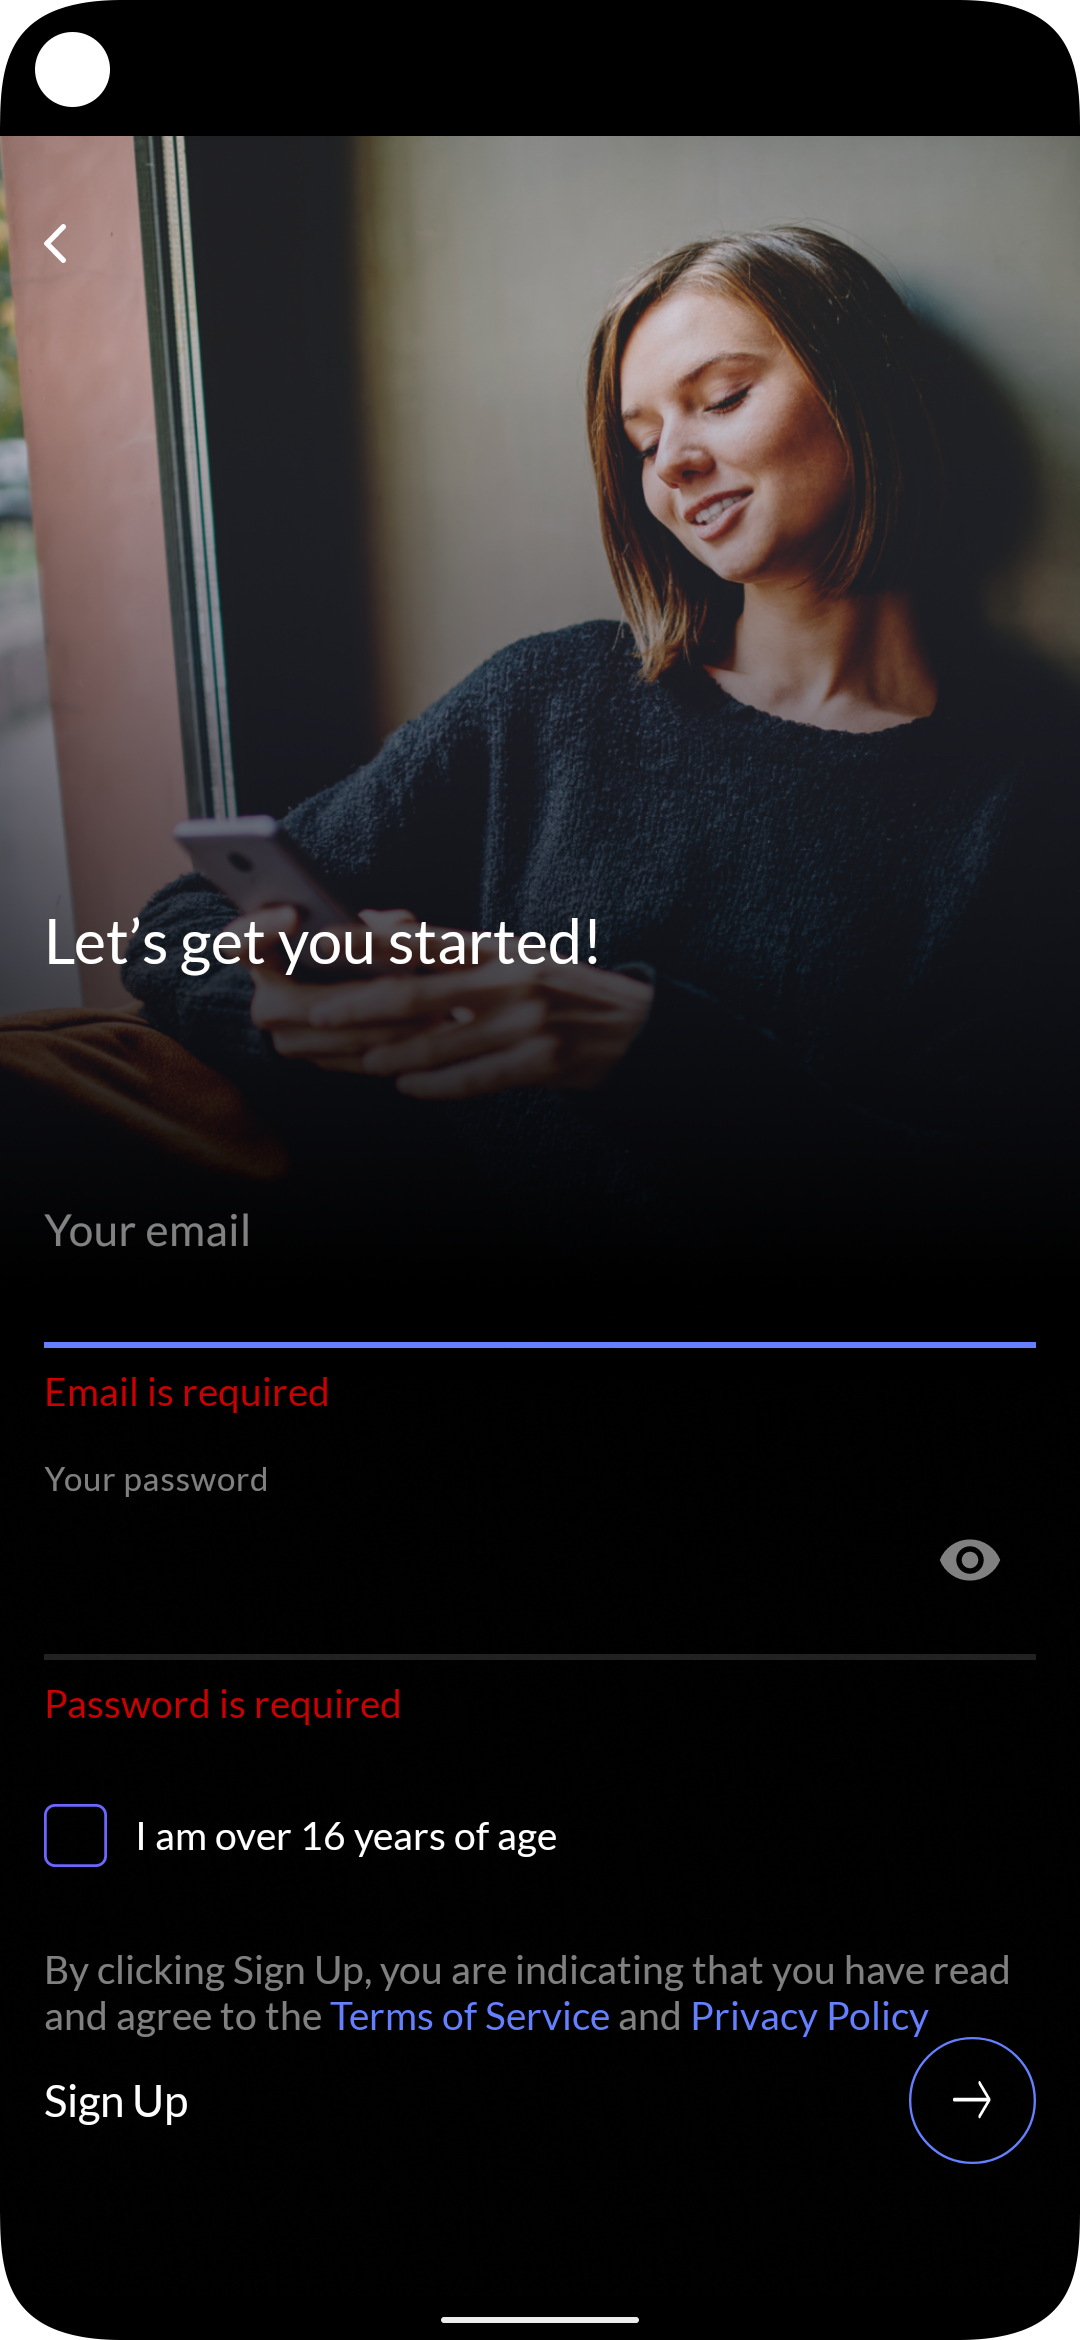 Let’s get you started!
Your email
Email is required
Your password
Password is required
I am over 16 years of age
By clicking Sign Up, you are indicating that you have read
and agree to the Terms of Service and Privacy Policy
Sign Up